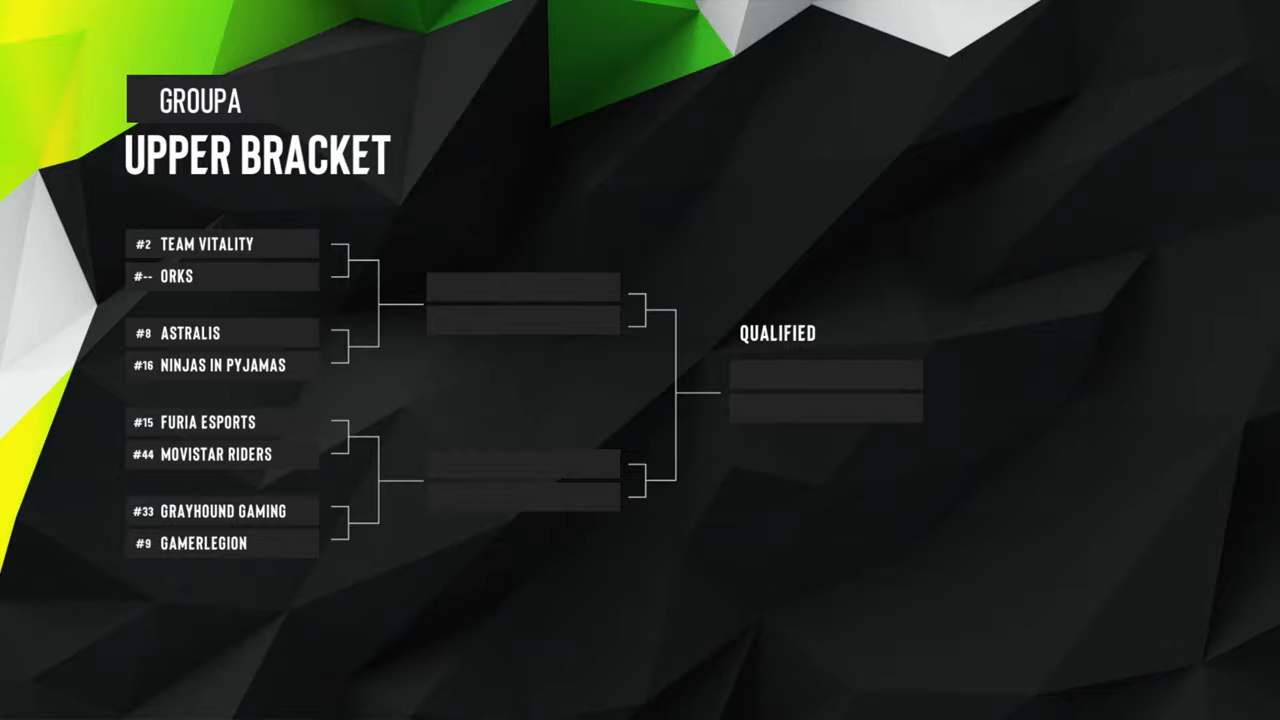 GROUP A
UPPER BRACKET
#2 TEAM VITALITY
#-- ORKS
#8 ASTRALIS
#16 NINJAS IN PYJAMAS
#15 FURIA ESPORTS
#44 MOVISTAR RIDERS
#33 GRAYHOUND GAMING
#9 GAMERLEGION
QUALIFIED